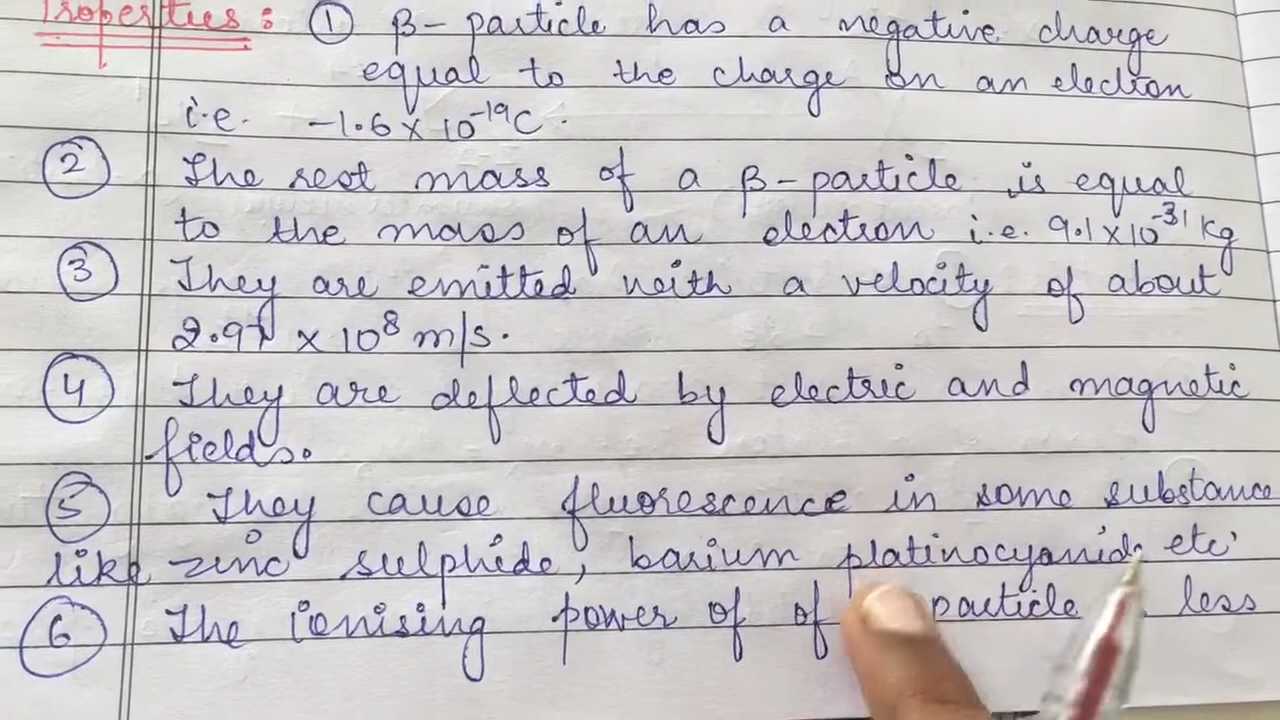 Properties : ① β - particle has a negative charge
equal to the charge on an electron
i.e. -1.6 x 10⁻¹⁹C .
② The rest mass of a β - particle is equal
to the mass of an electron i.e. 9.1 x 10⁻³¹ kg
③ They are emitted with a velocity of about
x 10⁸ m/s.
④ They are deflected by electric and magnetic
fields.
⑤ They cause fluorescence in some substance
like zinc sulphide, barium platinocyanide etc
⑥ The ionising power of of particle less